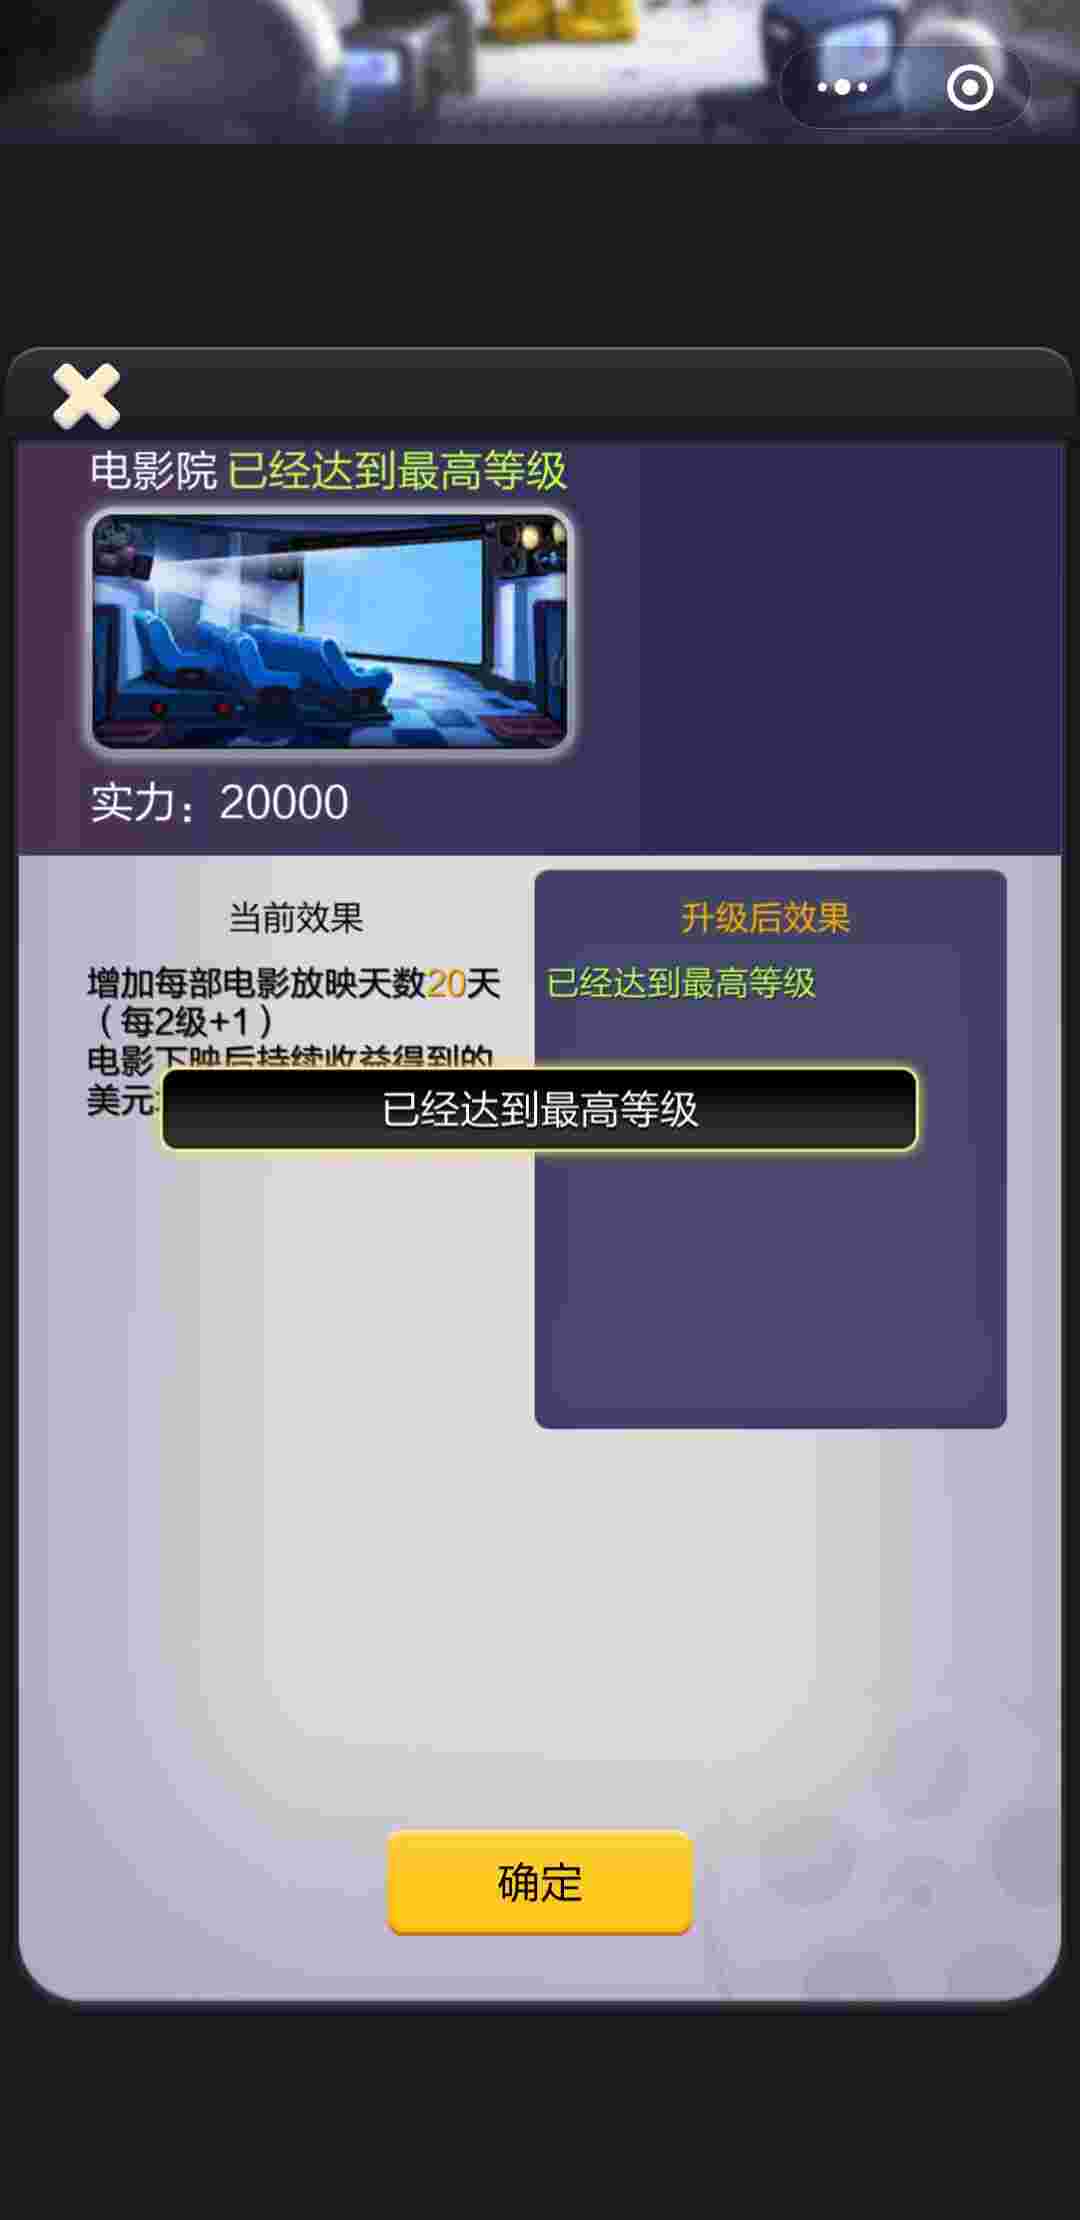 电影院 已经达到最高等级
实力：20000
当前效果
增加每部电影放映天数20天
（每2级+1）
电影下映后持续收益得到的
美元
升级后效果
已经达到最高等级
已经达到最高等级
确定